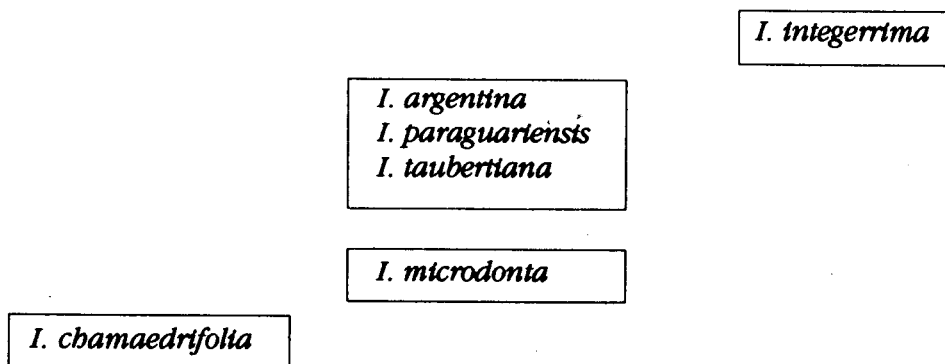 I. integerrima
I. argentina
I. paraguariensis
I. taubertiana
I. microdonta
I. chamaedrifolia